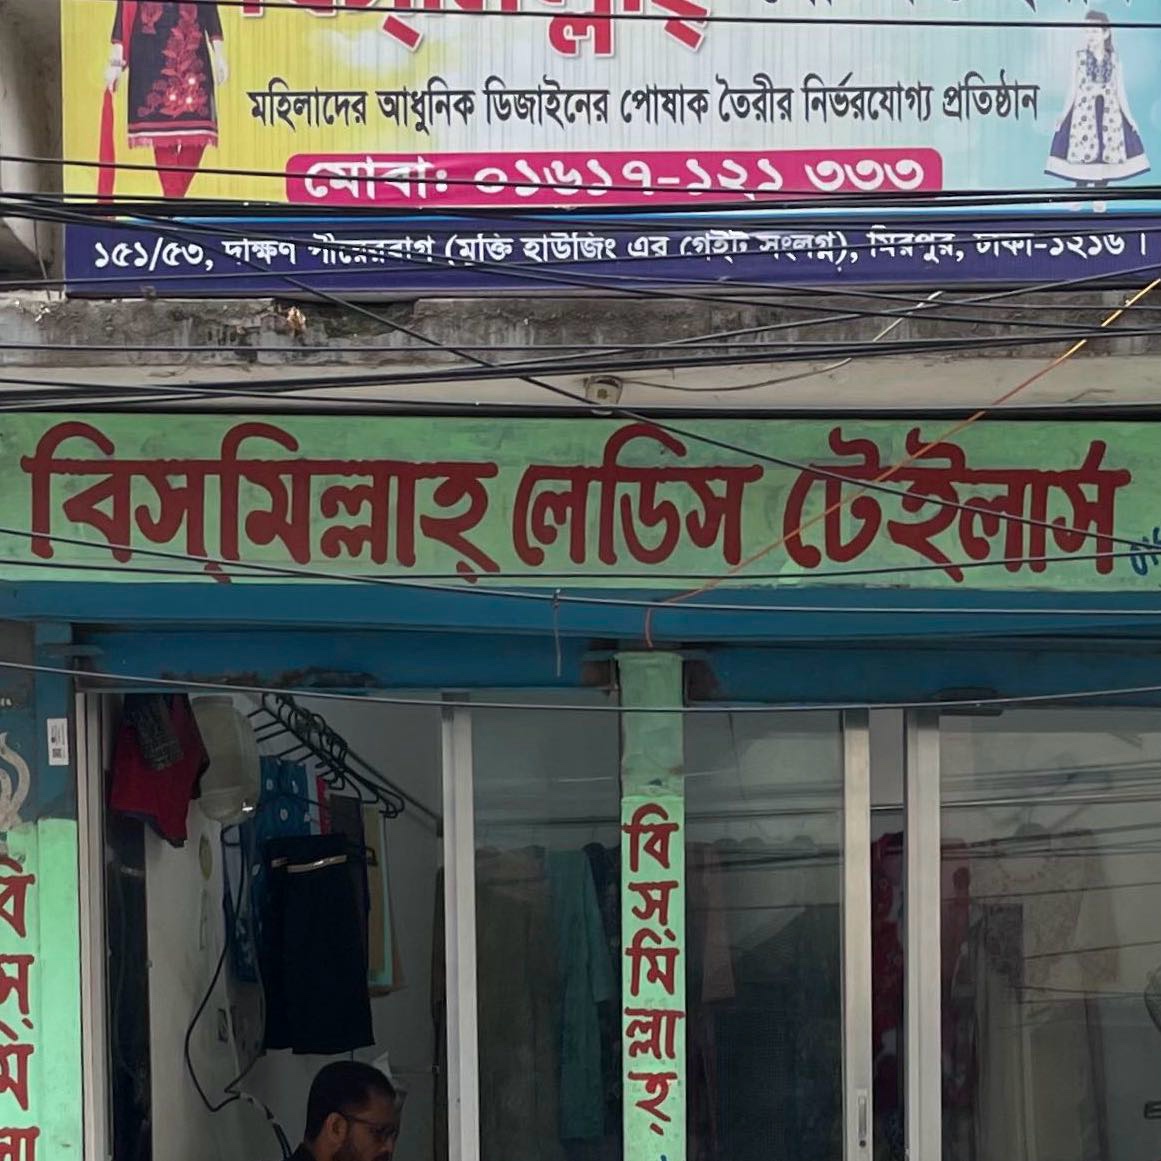 বিস্‌মিল্লাহ্‌
মহিলাদের আধুনিক ডিজাইনের পোষাক তৈরীর নির্ভরযোগ্য প্রতিষ্ঠান
মোবা: ০১৬১৭-১২১ ৩৩৩
১৫১/৫৩, দক্ষিণ পীরেরবাগ (মুক্তি হাউজিং এর গেইট সংলগ্ন), মিরপুর, ঢাকা-১২১৬।
বিস্‌মিল্লাহ্‌ লেডিস টেইলার্স
বি
স্‌
মি
ল্লা
হ্‌
বি
স্‌
মি
ল্লা